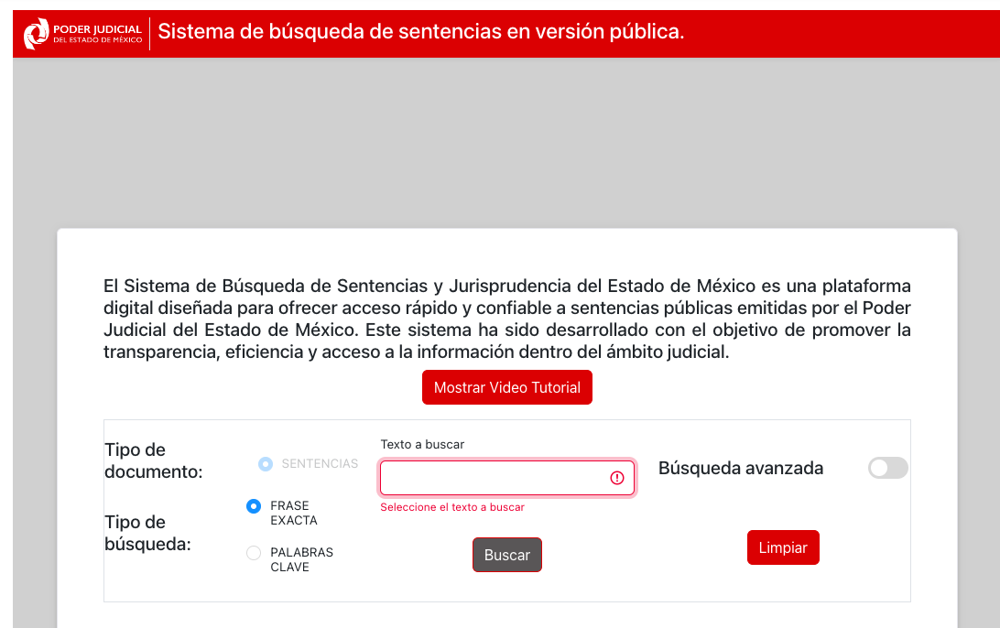 PODER JUDICIAL
DEL ESTADO DE MÉXICO
Sistema de búsqueda de sentencias en versión pública.
El Sistema de Búsqueda de Sentencias y Jurisprudencia del Estado de México es una plataforma
digital diseñada para ofrecer acceso rápido y confiable a sentencias públicas emitidas por el Poder
Judicial del Estado de México. Este sistema ha sido desarrollado con el objetivo de promover la
transparencia, eficiencia y acceso a la información dentro del ámbito judicial.
Mostrar Video Tutorial
Tipo de
documento:
SENTENCIAS
Tipo de
búsqueda:
FRASE
EXACTA
PALABRAS
CLAVE
Texto a buscar
Seleccione el texto a buscar
Buscar
Búsqueda avanzada
Limpiar